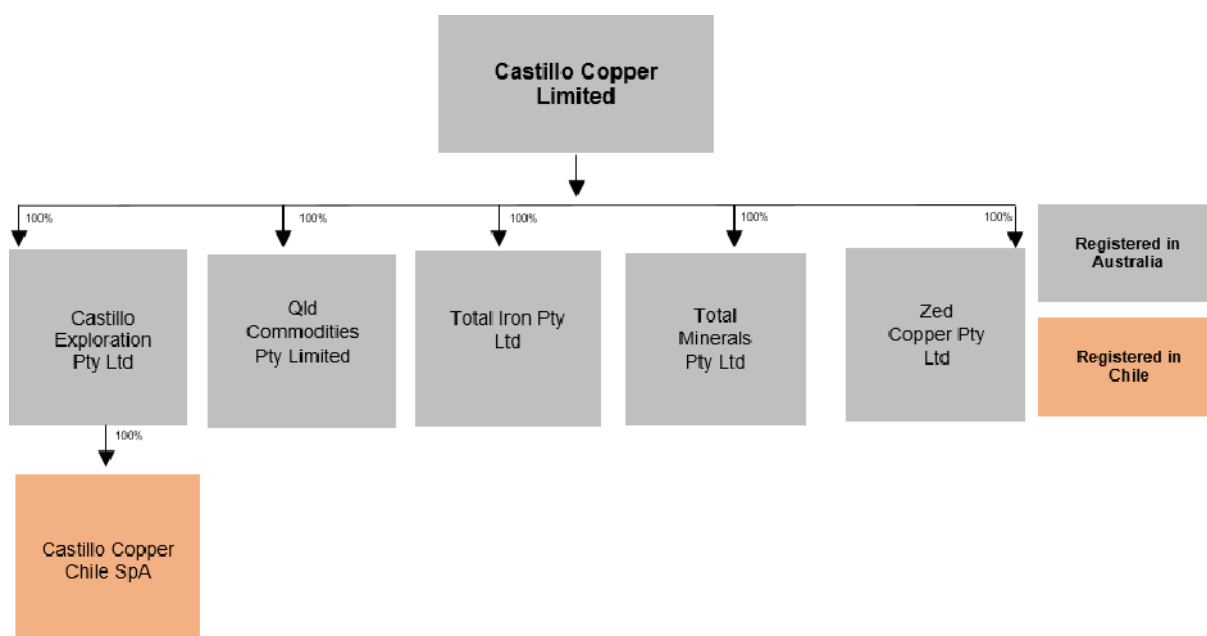 Castillo Copper
Limited
100%
100%
100%
100%
100%
Castillo
Exploration
Pty Ltd
Qld
Commodities
Pty Limited
Total Iron Pty
Ltd
Total
Minerals
Pty Ltd
Zed
Copper Pty
Ltd
Registered in
Australia
Registered in
Chile
100%
Castillo Copper
Chile SpA